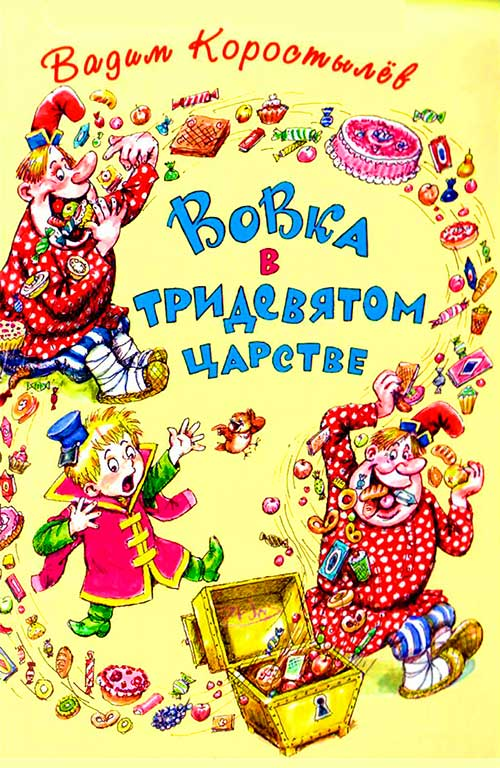 Вадим Коростылёв
Вовка
в
тридевятом
царстве